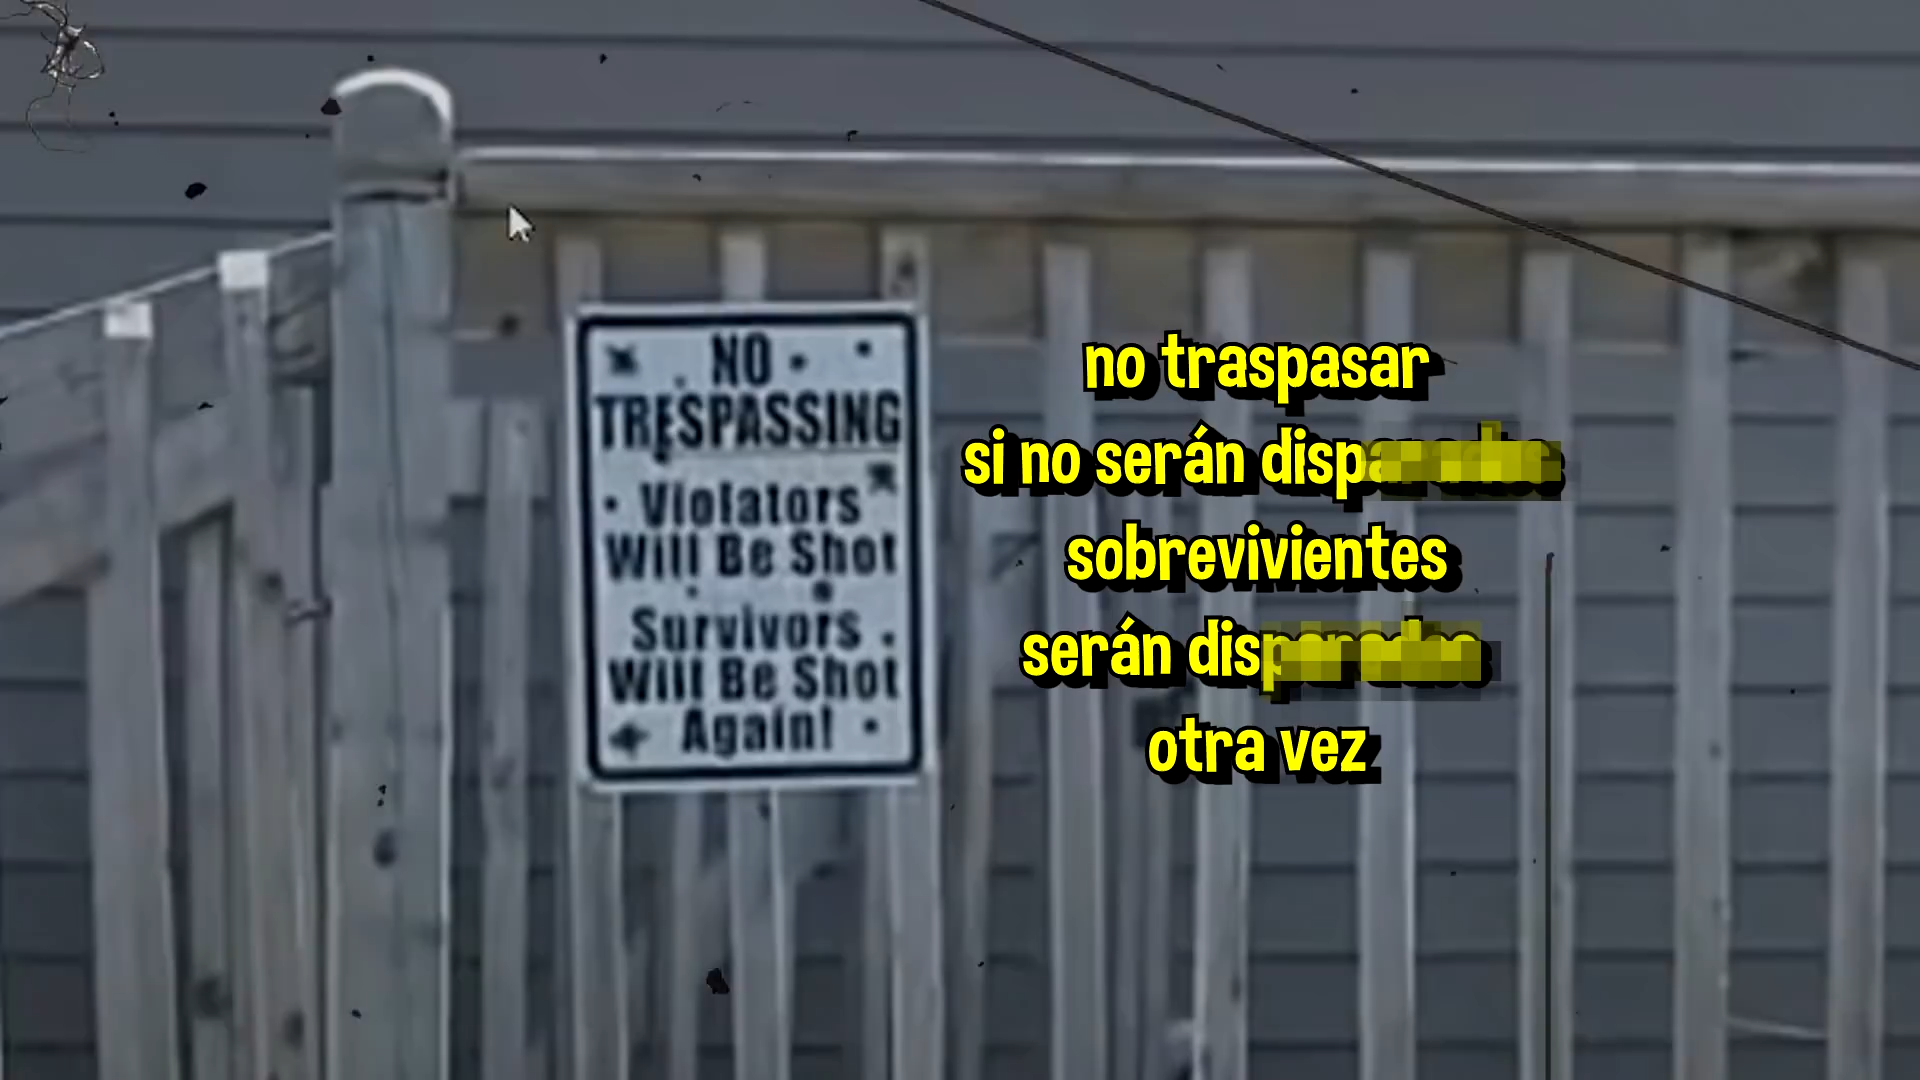 NO
TRESPASSING
Violators
Will Be Shot
Survivors
Will Be Shot
Again!
no traspasar
si no serán
sobrevivientes
serán
otra vez